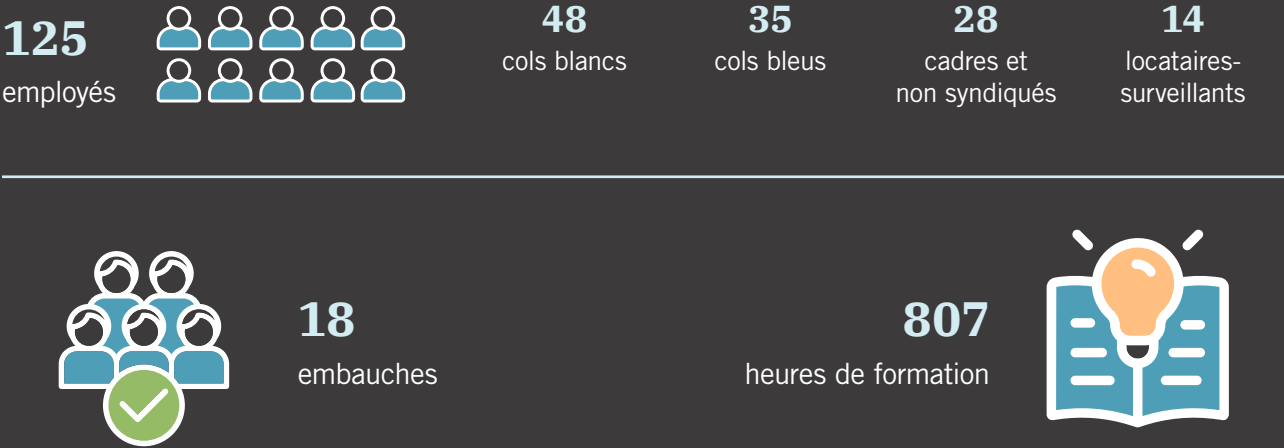 125
employés
48
cols blancs
35
cols bleus
28
cadres et
non syndiqués
14
locataires-
surveillants
18
embauches
807
heures de formation